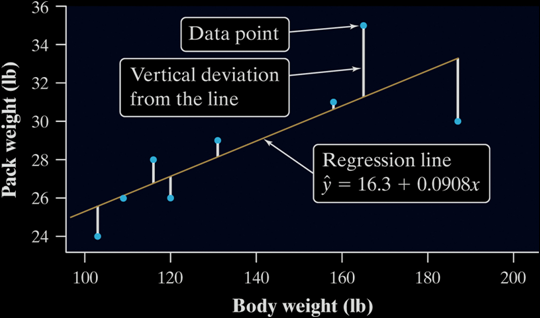 36
34
32
30
28
26
24
Pack weight (lb)
Data point
Vertical deviation
from the line
Regression line
ŷ = 16.3 + 0.0908x
100
120
140
160
180
200
Body weight (lb)